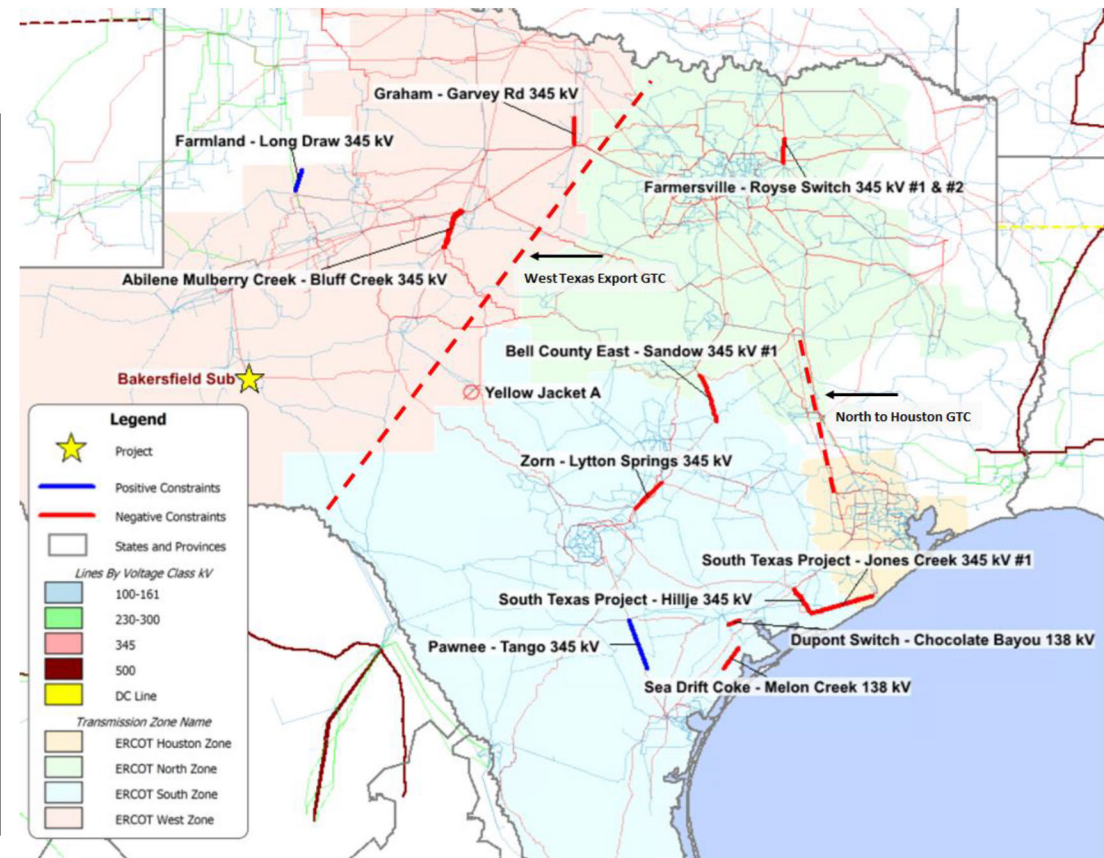 Graham - Garvey Rd 345 kV
Farmland - Long Draw 345 kV
Farmersville - Royse Switch 345 kV #1 & #2
Abilene Mulberry Creek - Bluff Creek 345 kV
West Texas Export GTC
Bell County East - Sandow 345 kV #1
Bakersfield Sub
Yellow Jacket A
North to Houston GTC
Zorn - Lytton Springs 345 kV
South Texas Project - Jones Creek 345 kV #1
South Texas Project - Hillje 345 kV
Dupont Switch - Chocolate Bayou 138 kV
Pawnee - Tango 345 kV
Sea Drift Coke - Melon Creek 138 kV
Legend
Project
Positive Constraints
Negative Constraints
States and Provinces
Lines By Voltage Class kV
100-161
230-300
345
500
DC Line
Transmission Zone Name
ERCOT Houston Zone
ERCOT North Zone
ERCOT South Zone
ERCOT West Zone